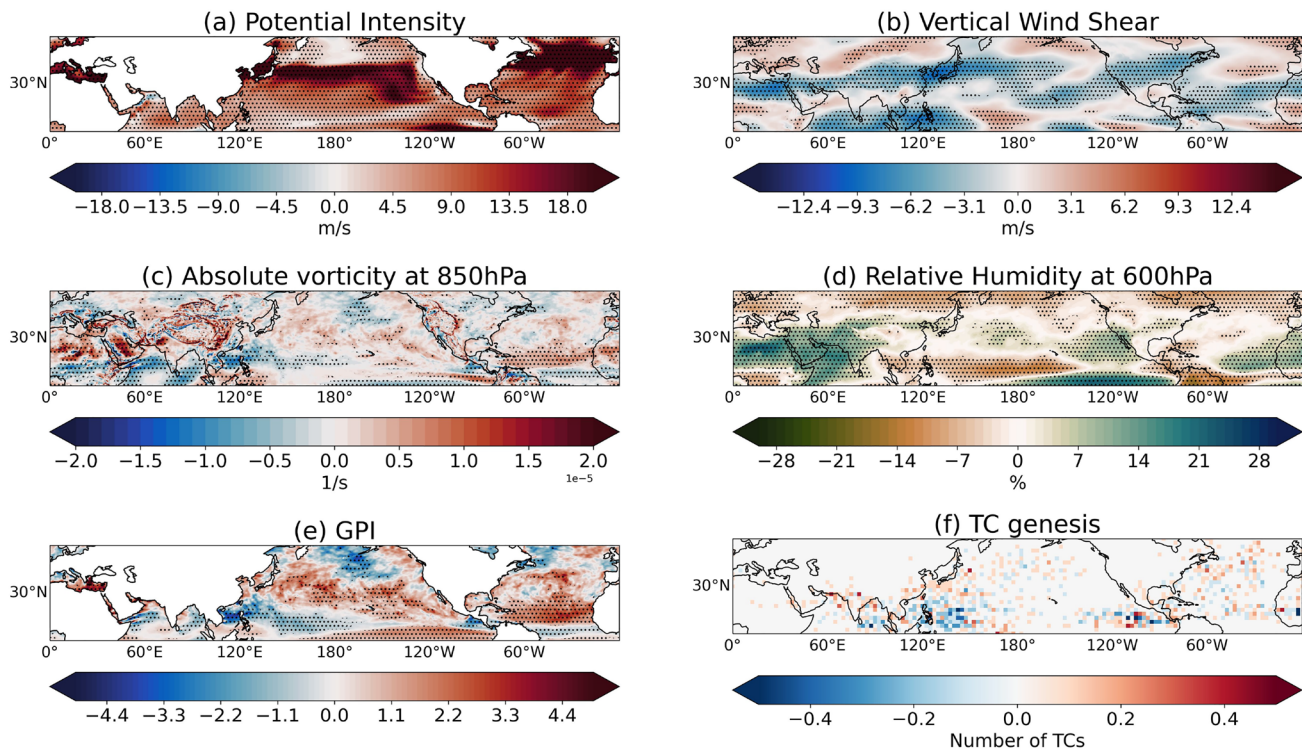 (a) Potential Intensity
30°N
0° 60°E 120°E 180° 120°W 60°W
−18.0 −13.5 −9.0 −4.5 0.0 4.5 9.0 13.5 18.0
m/s
(b) Vertical Wind Shear
30°N
0° 60°E 120°E 180° 120°W 60°W
−12.4 −9.3 −6.2 −3.1 0.0 3.1 6.2 9.3 12.4
m/s
(c) Absolute vorticity at 850hPa
30°N
0° 60°E 120°E 180° 120°W 60°W
−2.0 −1.5 −1.0 −0.5 0.0 0.5 1.0 1.5 2.0
1/s
1e−5
(d) Relative Humidity at 600hPa
30°N
0° 60°E 120°E 180° 120°W 60°W
−28 −21 −14 −7 0 7 14 21 28
%
(e) GPI
30°N
0° 60°E 120°E 180° 120°W 60°W
−4.4 −3.3 −2.2 −1.1 0.0 1.1 2.2 3.3 4.4
(f) TC genesis
30°N
0° 60°E 120°E 180° 120°W 60°W
−0.4 −0.2 0.0 0.2 0.4
Number of TCs